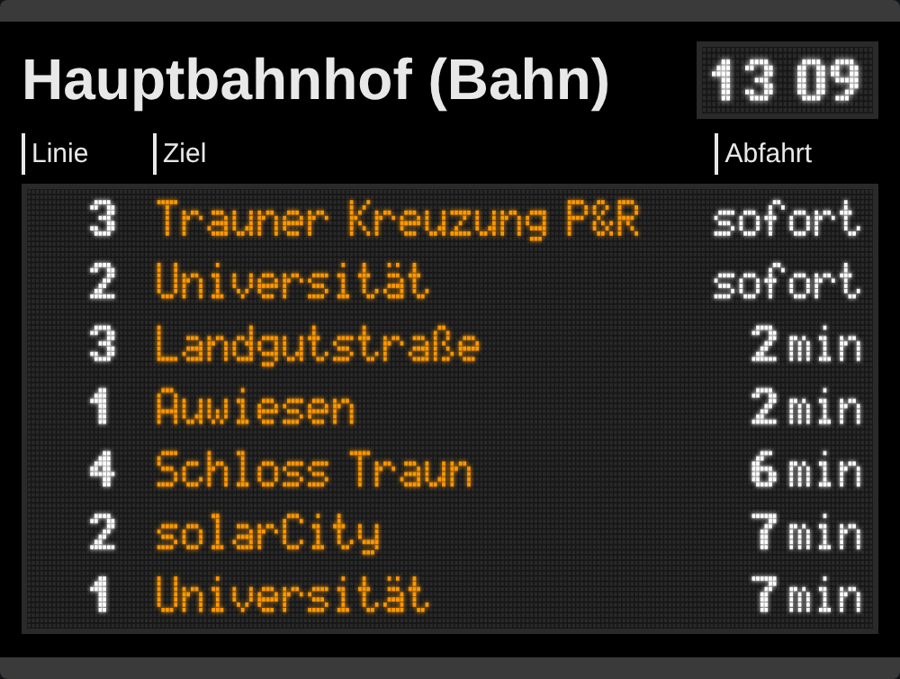 Hauptbahnhof (Bahn) 13 09
Linie Ziel Abfahrt
3 Trauner Kreuzung P&R sofort
2 Universität sofort
3 Landgutstraße 2 min
1 Auwiesen 2 min
4 Schloss Traun 6 min
2 solarCity 7 min
1 Universität 7 min